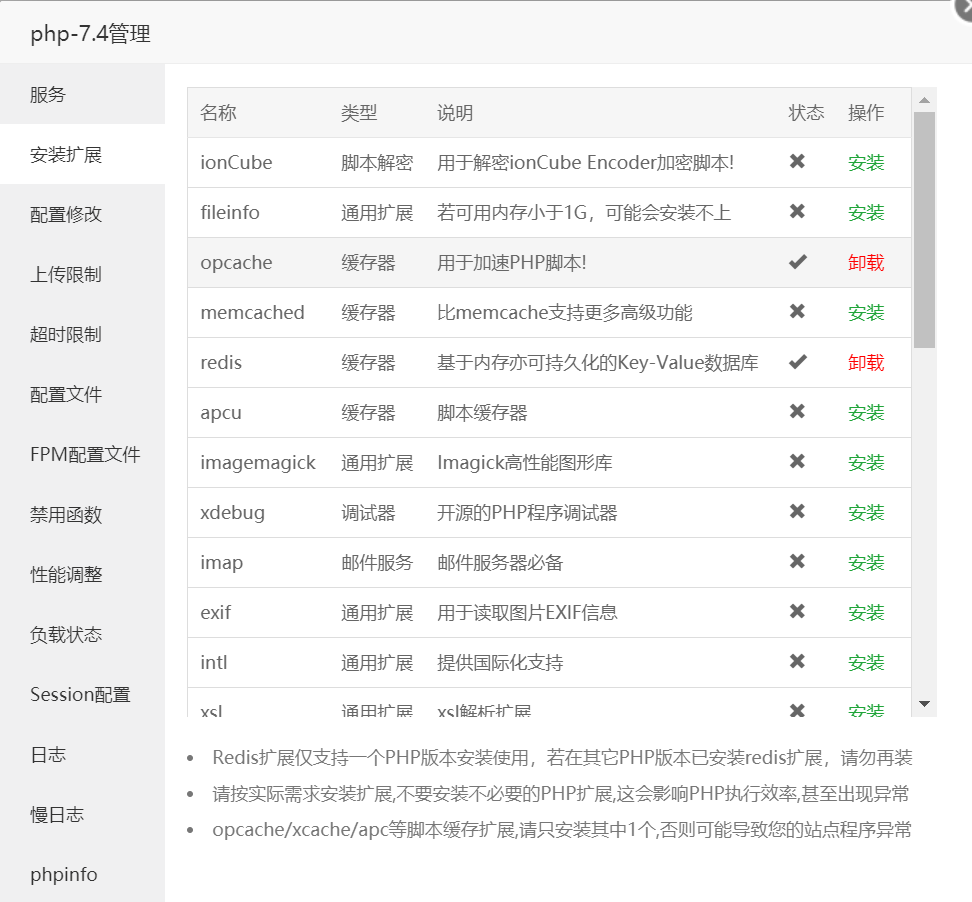 php-7.4管理
服务
安装扩展
配置修改
上传限制
超时限制
配置文件
FPM配置文件
禁用函数
性能调整
负载状态
Session配置
日志
慢日志
phpinfo
名称 类型 说明 状态 操作
ionCube 脚本解密 用于解密ionCube Encoder加密脚本! 安装
fileinfo 通用扩展 若可用内存小于1G，可能会安装不上 安装
opcache 缓存器 用于加速PHP脚本! 卸载
memcached 缓存器 比memcache支持更多高级功能 安装
redis 缓存器 基于内存亦可持久化的Key-Value数据库 卸载
apcu 缓存器 脚本缓存器 安装
imagemagick 通用扩展 Imagick高性能图形库 安装
xdebug 调试器 开源的PHP程序调试器 安装
imap 邮件服务 邮件服务器必备 安装
exif 通用扩展 用于读取图片EXIF信息 安装
intl 通用扩展 提供国际化支持 安装
xsl 通用扩展 xsl解析扩展 安装
Redis扩展仅支持一个PHP版本安装使用，若在其它PHP版本已安装redis扩展，请勿再装
请按实际需求安装扩展,不要安装不必要的PHP扩展,这会影响PHP执行效率,甚至出现异常
opcache/xcache/apc等脚本缓存扩展,请只安装其中1个,否则可能导致您的站点程序异常